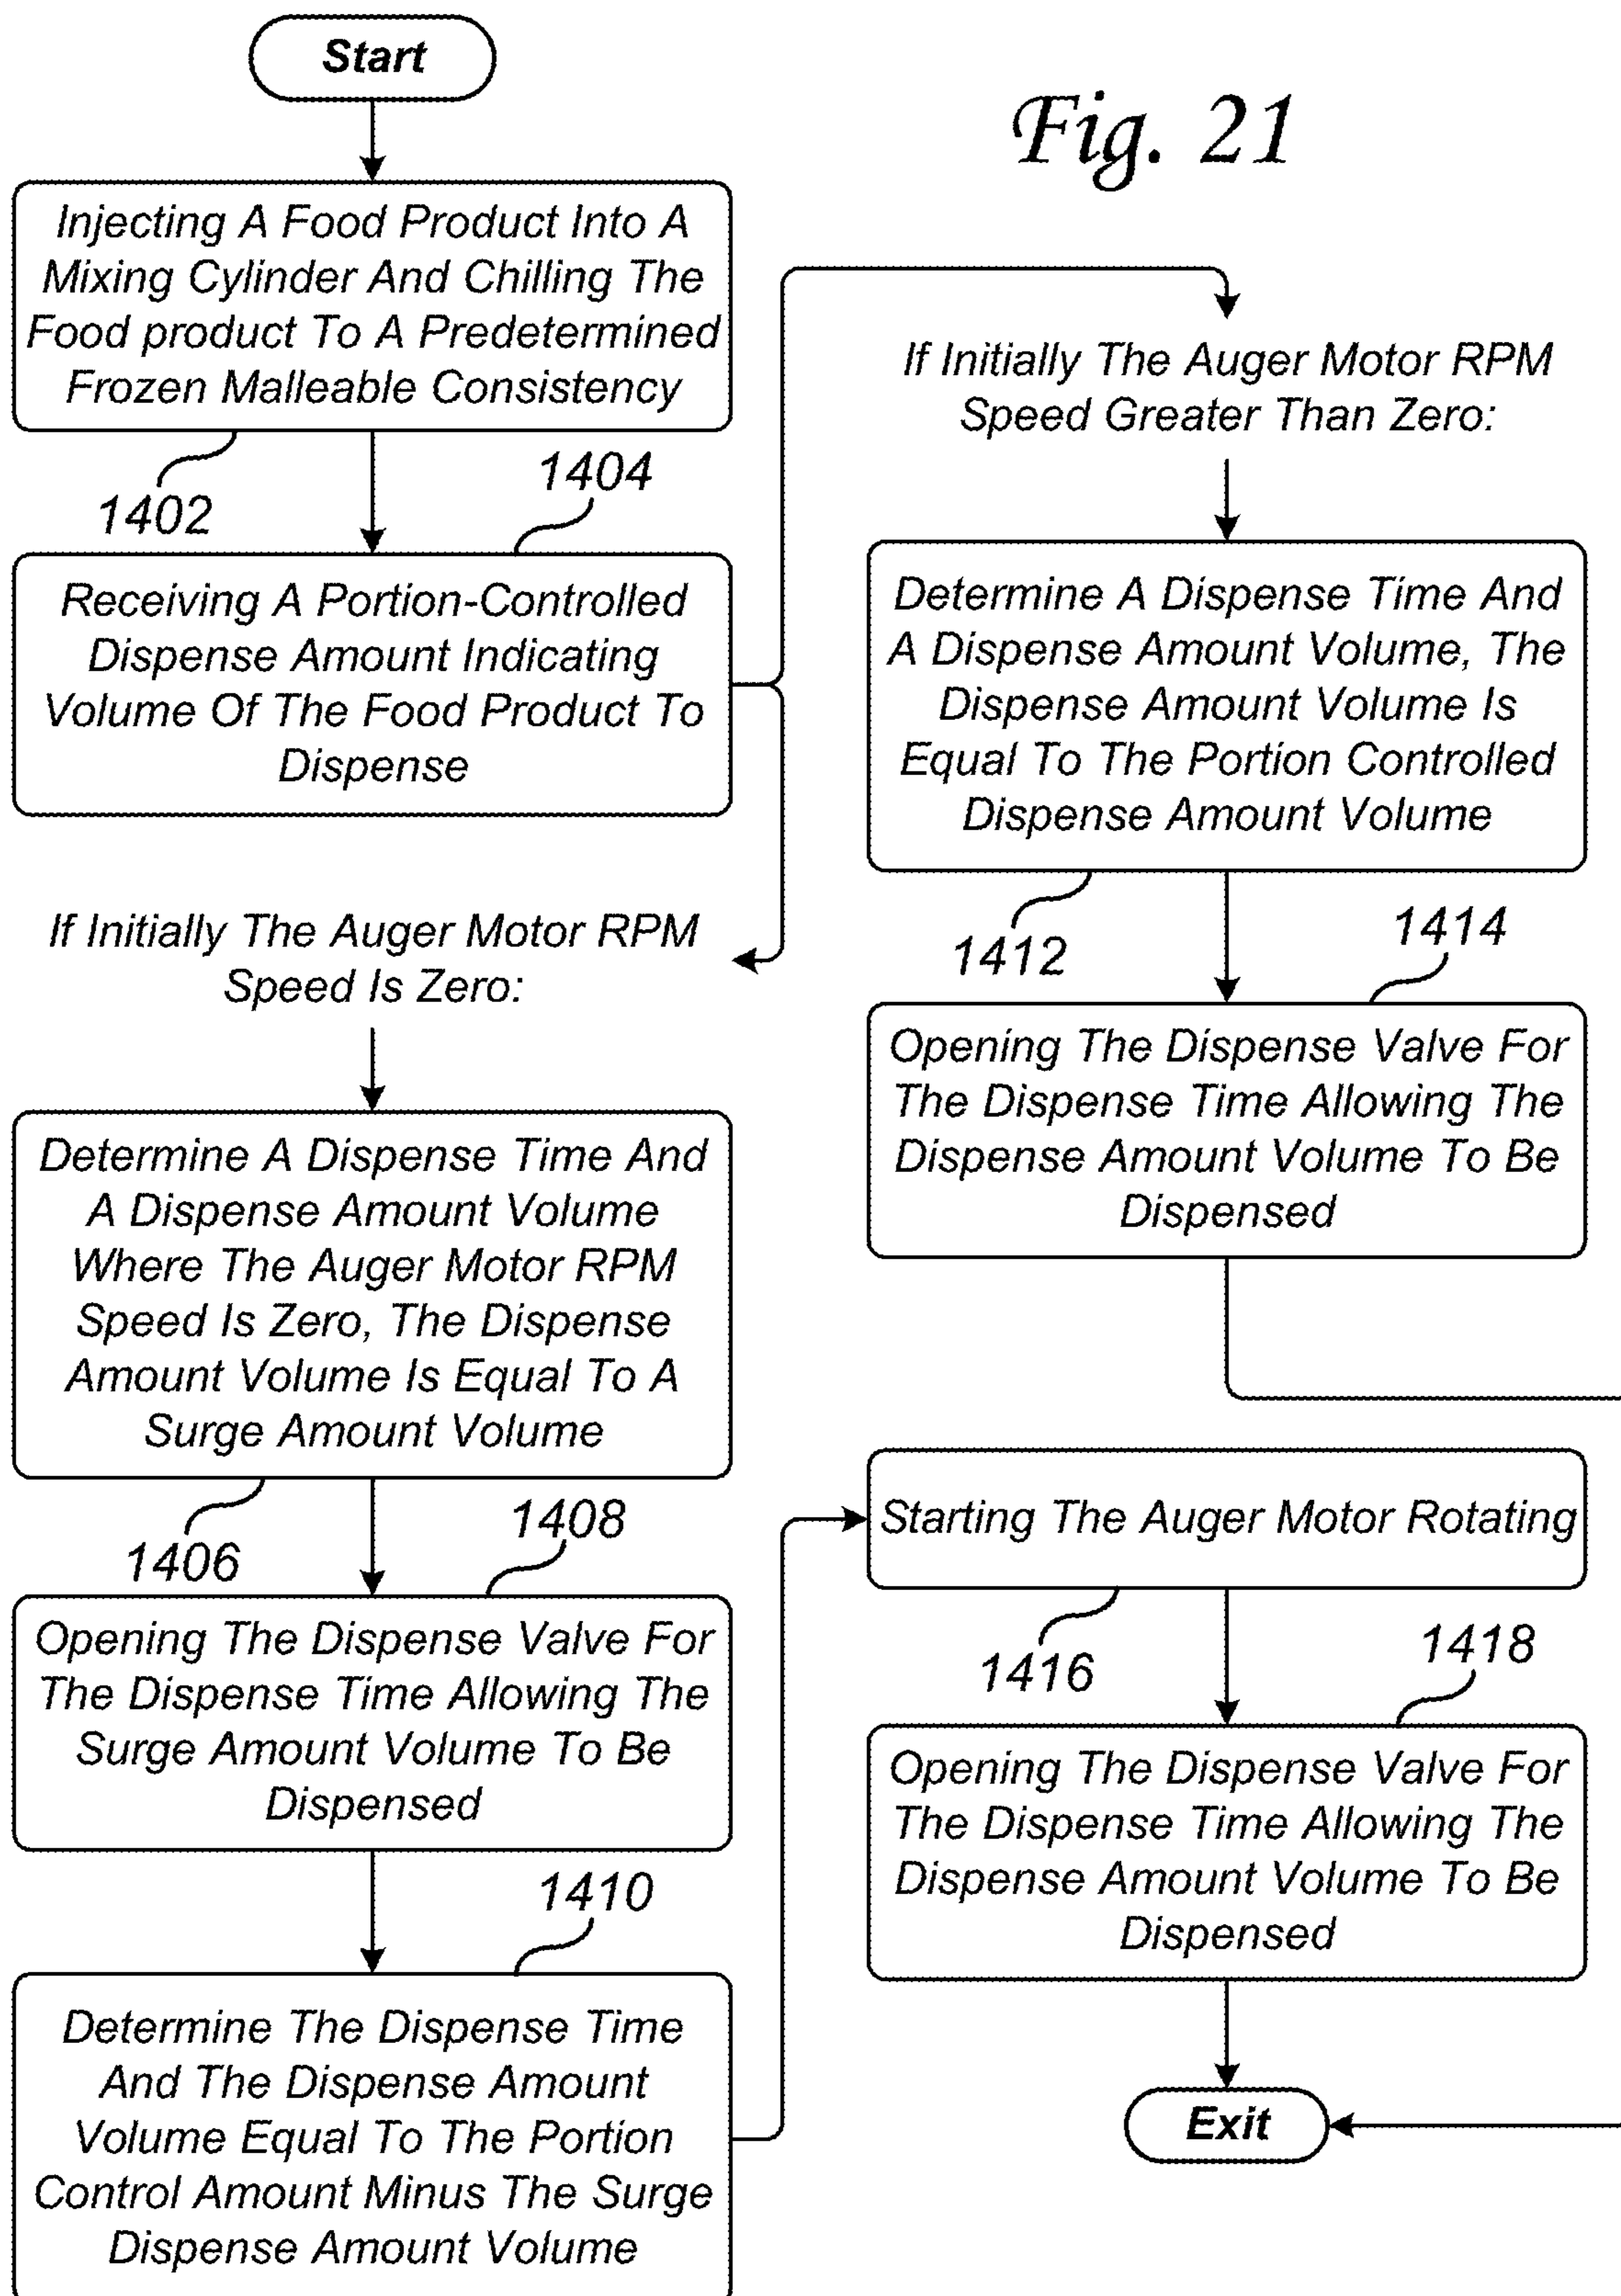 Start
Fig. 21
Injecting A Food Product Into A
Mixing Cylinder And Chilling The
Food product To A Predetermined
Frozen Malleable Consistency
1402
1404
Receiving A Portion-Controlled
Dispense Amount Indicating
Volume Of The Food Product To
Dispense
If Initially The Auger Motor RPM
Speed Is Zero:
Determine A Dispense Time And
A Dispense Amount Volume
Where The Auger Motor RPM
Speed Is Zero, The Dispense
Amount Volume Is Equal To A
Surge Amount Volume
1406
1408
Opening The Dispense Valve For
The Dispense Time Allowing The
Surge Amount Volume To Be
Dispensed
1410
Determine The Dispense Time
And The Dispense Amount
Volume Equal To The Portion
Control Amount Minus The Surge
Dispense Amount Volume
If Initially The Auger Motor RPM
Speed Greater Than Zero:
Determine A Dispense Time And
A Dispense Amount Volume, The
Dispense Amount Volume Is
Equal To The Portion Controlled
Dispense Amount Volume
1412
1414
Opening The Dispense Valve For
The Dispense Time Allowing The
Dispense Amount Volume To Be
Dispensed
Starting The Auger Motor Rotating
1416
1418
Opening The Dispense Valve For
The Dispense Time Allowing The
Dispense Amount Volume To Be
Dispensed
Exit